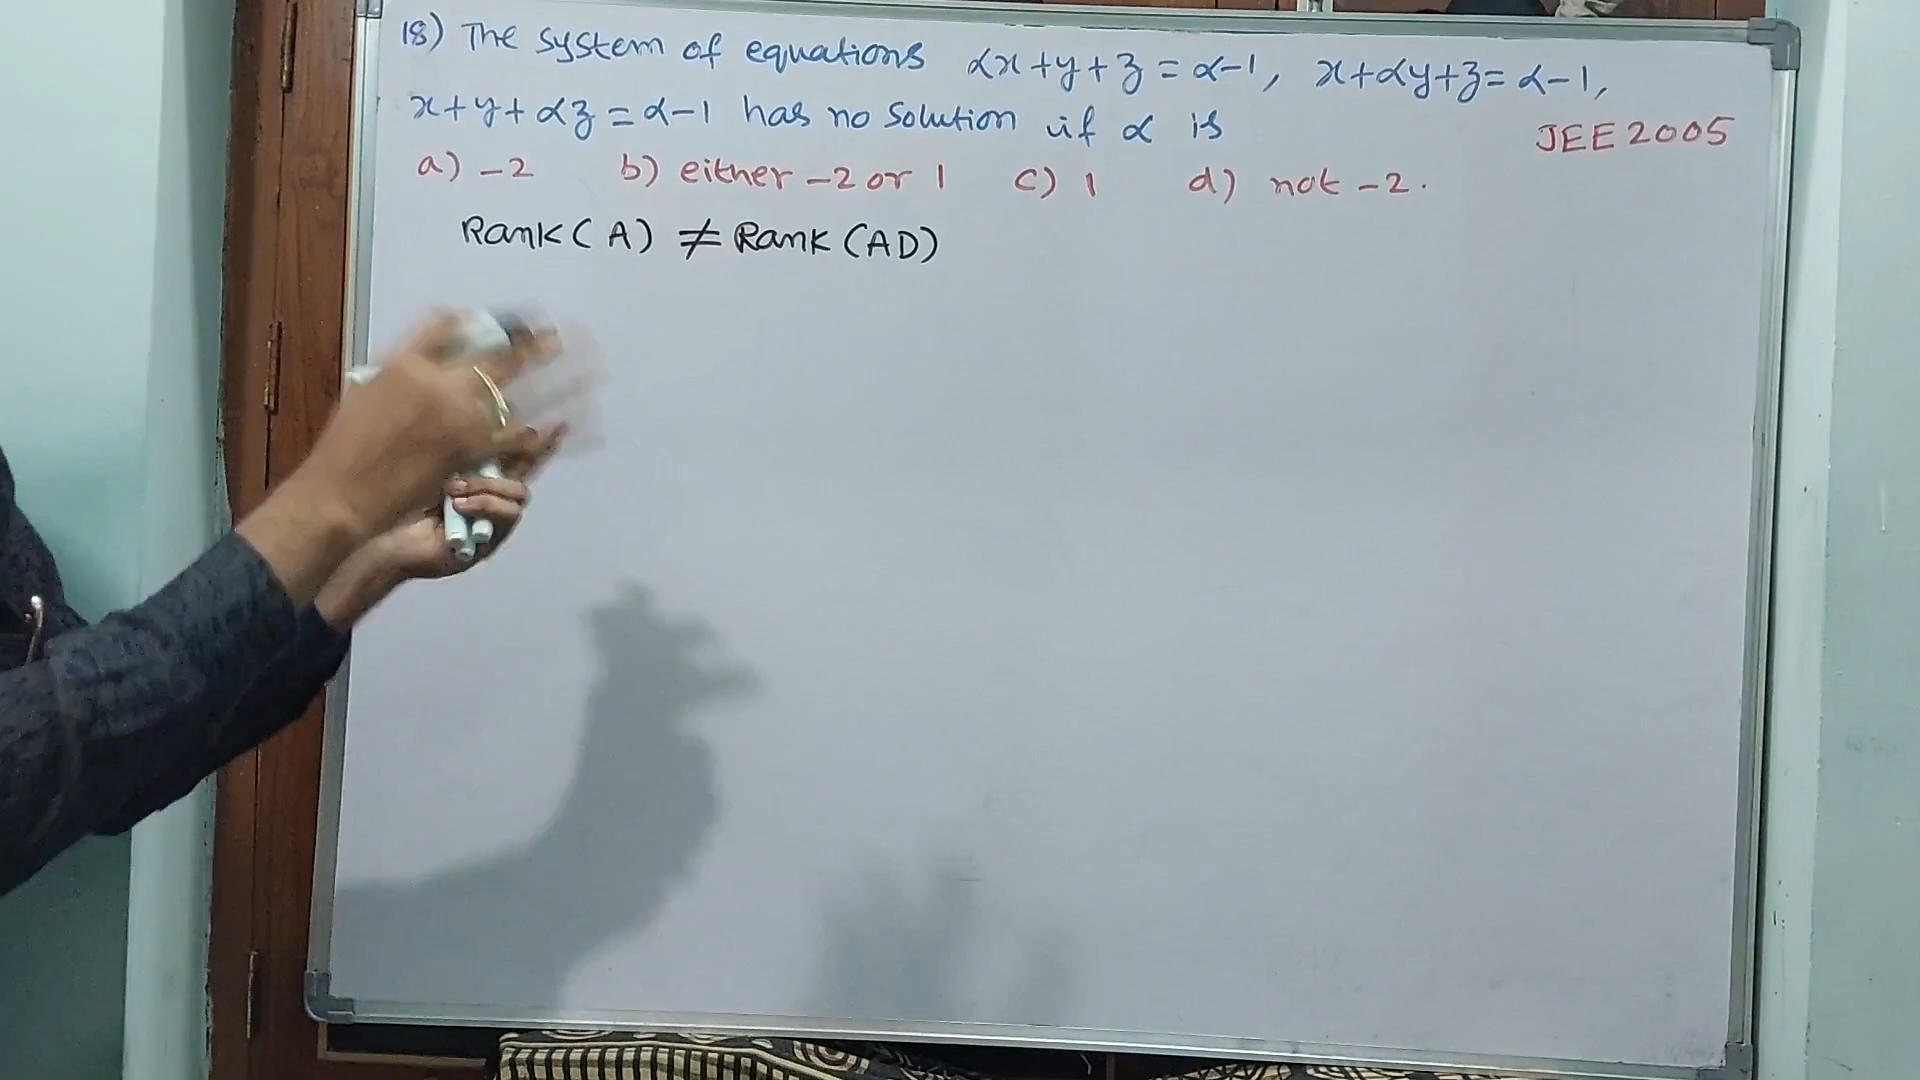 18) The system of equations αx+y+z = α-1, x+αy+z = α-1,
x+y+αz = α-1 has no solution if α is
JEE 2005
a) -2 b) either -2 or 1 c) 1 d) not -2.
Rank(A) ≠ Rank(AD)